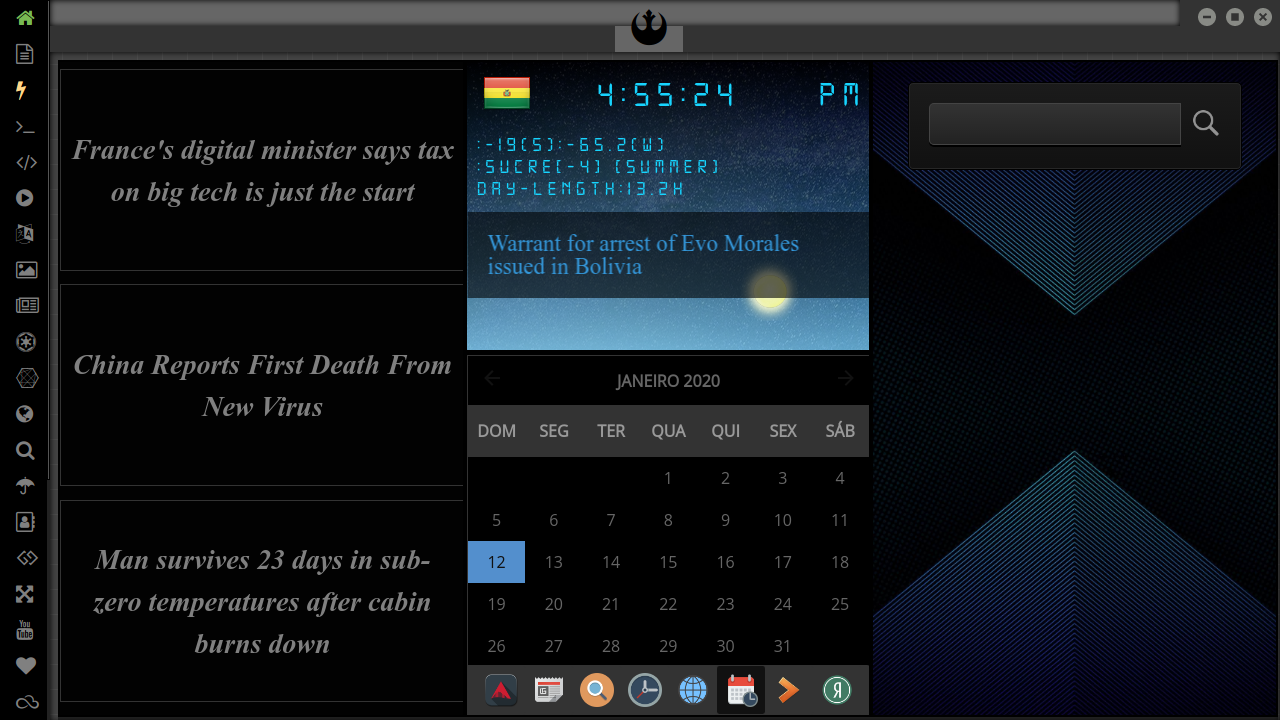 France's digital minister says tax
on big tech is just the start
China Reports First Death From
New Virus
Man survives 23 days in sub-
zero temperatures after cabin
burns down
4:55:24 PM
:-19(S):-65.2(W)
:SUCRE[-4] (SUMMER)
DAY-LENGTH:13.2H
Warrant for arrest of Evo Morales
issued in Bolivia
JANEIRO 2020
DOM SEG TER QUA QUI SEX SÁB
1 2 3 4
5 6 7 8 9 10 11
12 13 14 15 16 17 18
19 20 21 22 23 24 25
26 27 28 29 30 31
You
Tube
Я